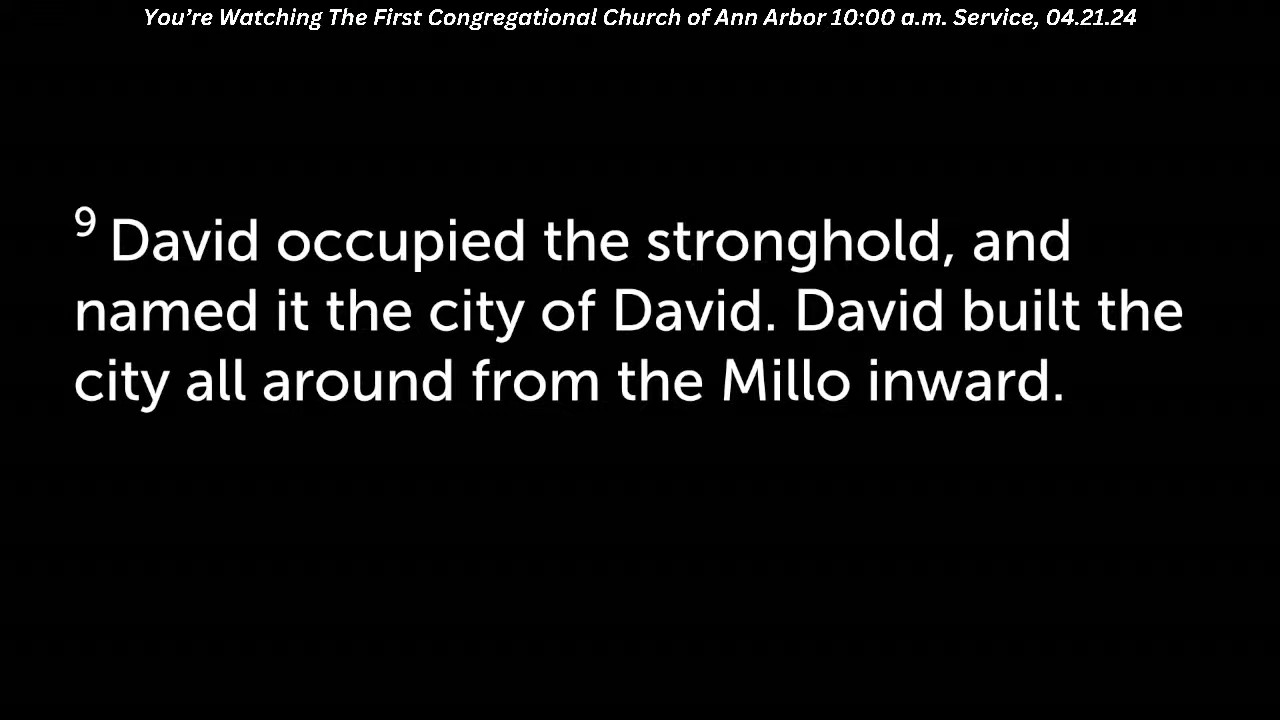 You’re Watching The First Congregational Church of Ann Arbor 10:00 a.m. Service, 04.21.24
9 David occupied the stronghold, and
named it the city of David. David built the
city all around from the Millo inward.